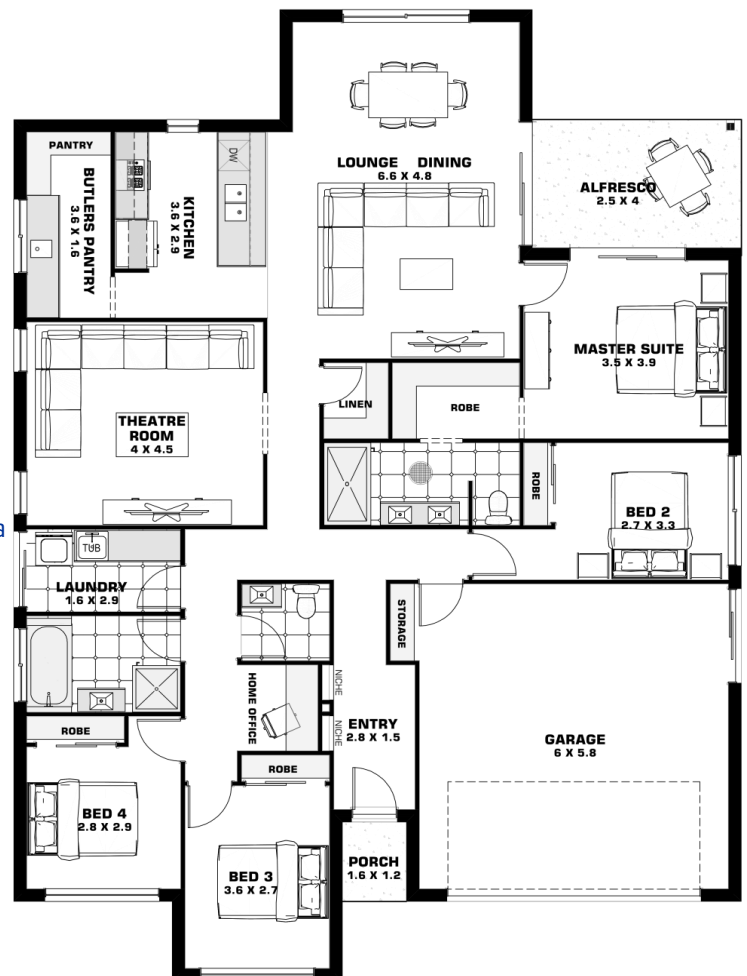 PANTRY
BUTLERS PANTRY
3.6 X 1.6
KITCHEN
3.6 X 2.9
DW
LOUNGE DINING
6.6 X 4.8
ALFRESCO
2.5 X 4
MASTER SUITE
3.5 X 3.9
THEATRE
ROOM
4 X 4.5
LINEN
ROBE
ROBE
BED 2
2.7 X 3.3
TUB
LAUNDRY
1.6 X 2.9
STORAGE
HOME OFFICE
NICHE
NICHE
ENTRY
2.8 X 1.5
GARAGE
6 X 5.8
ROBE
ROBE
BED 4
2.8 X 2.9
BED 3
3.6 X 2.7
PORCH
1.6 X 1.2